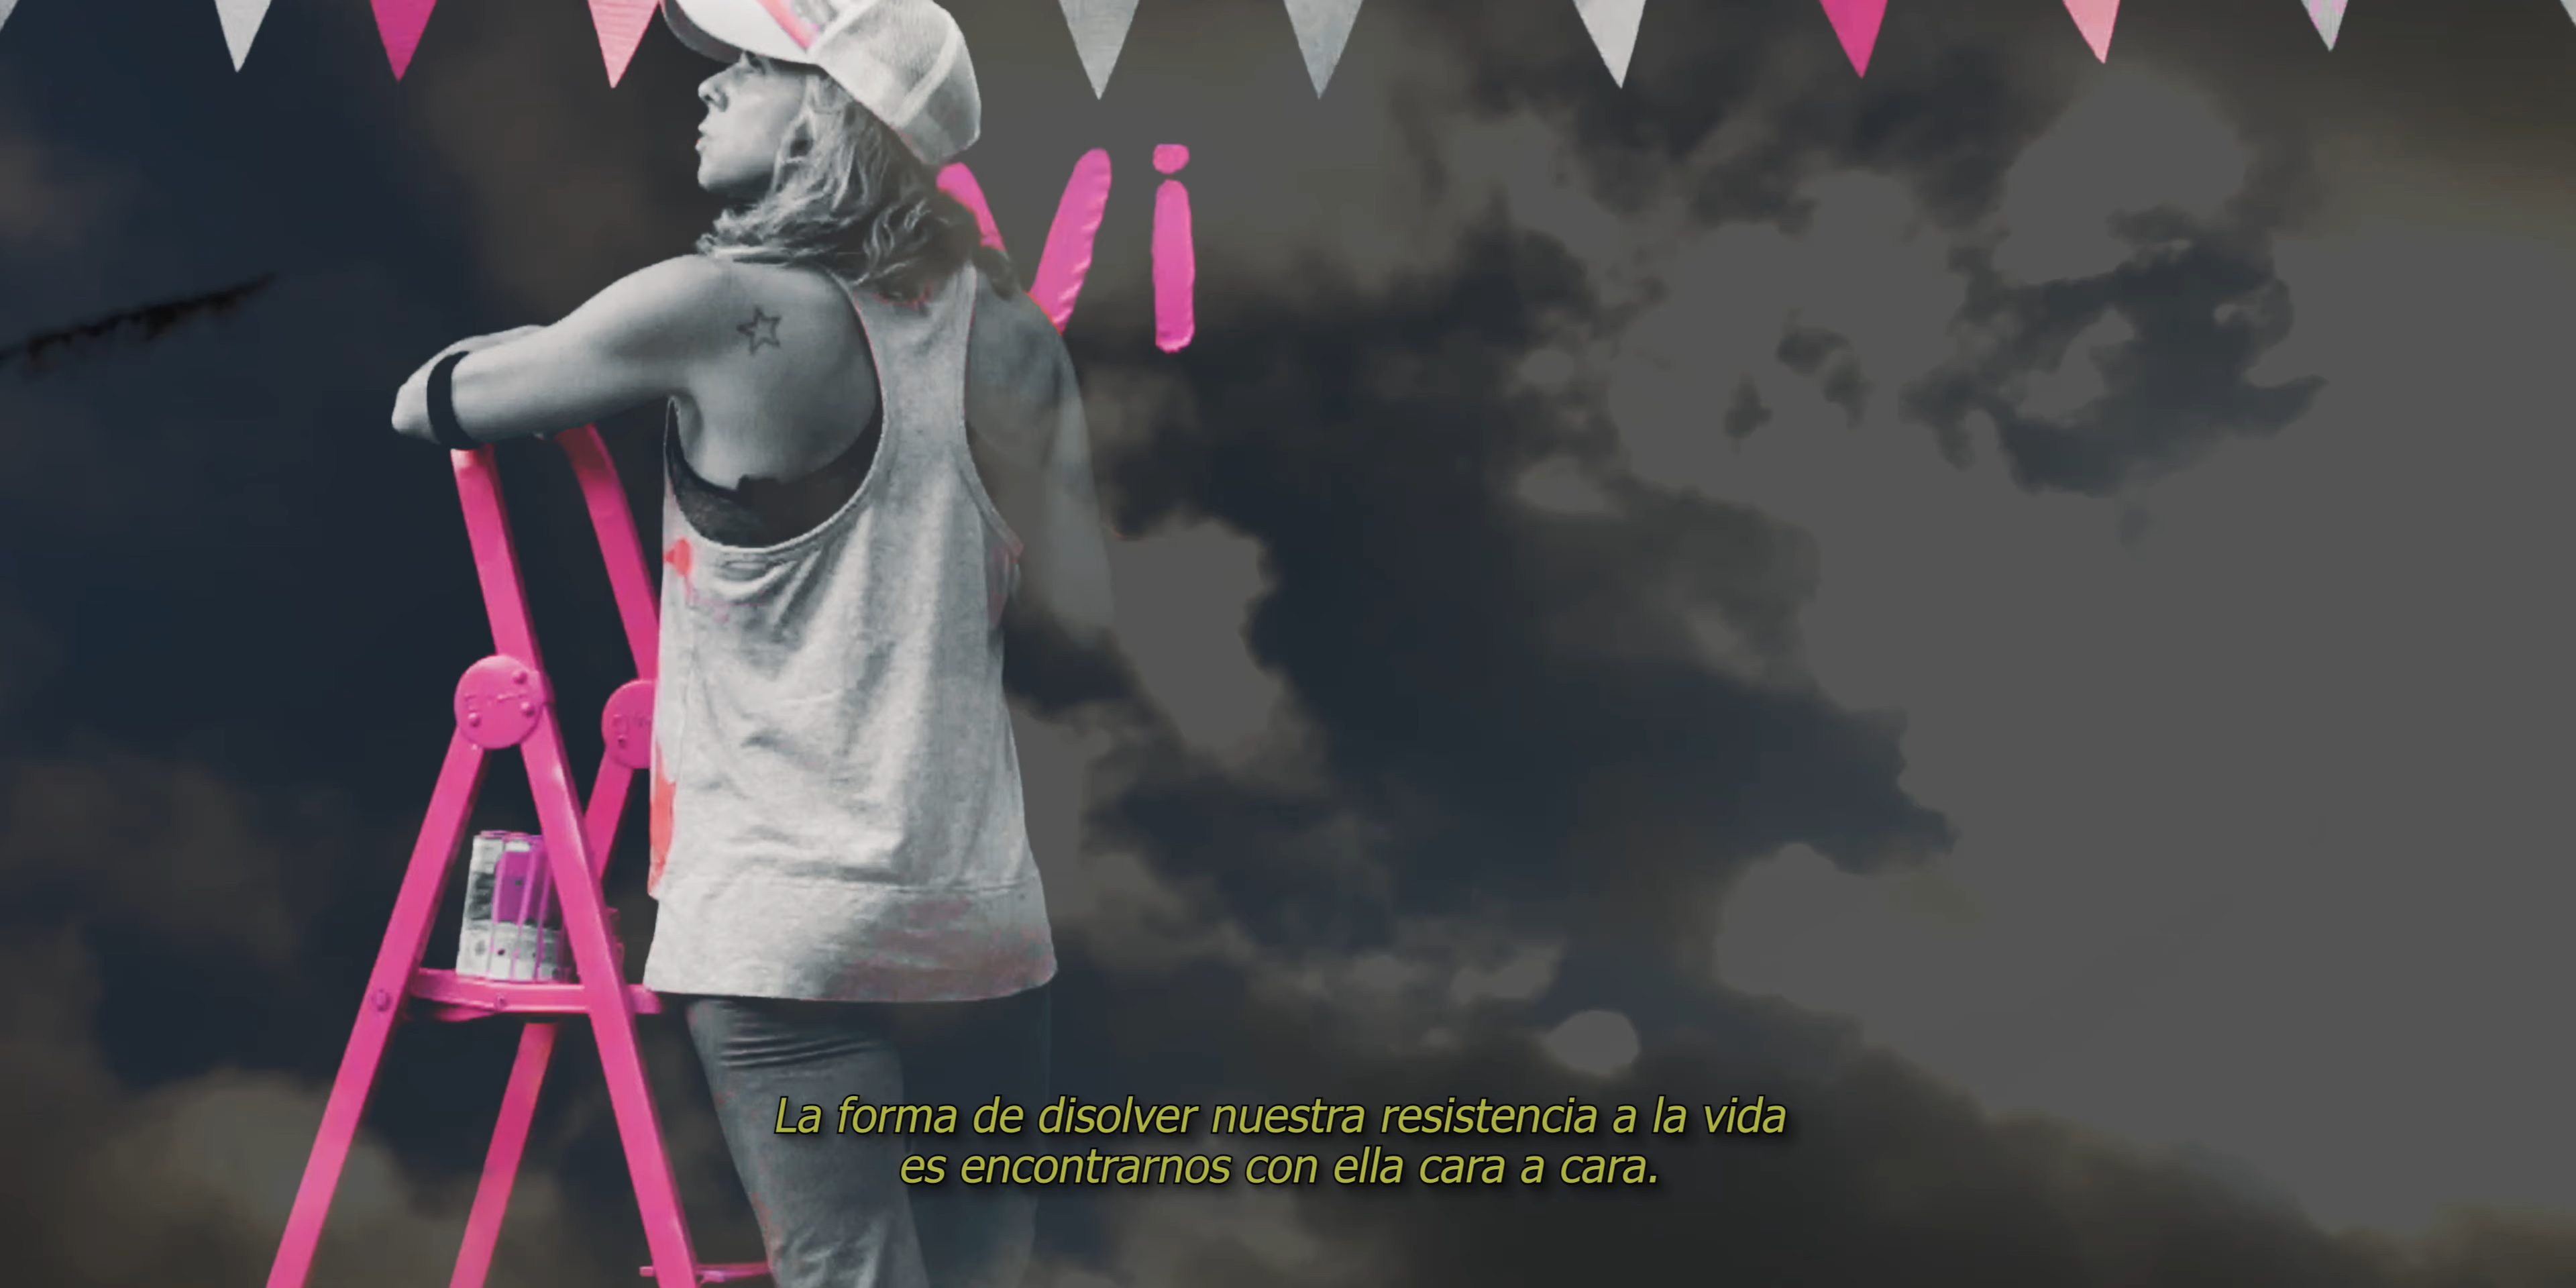 Vi
La forma de disolver nuestra resistencia a la vida
es encontrarnos con ella cara a cara.